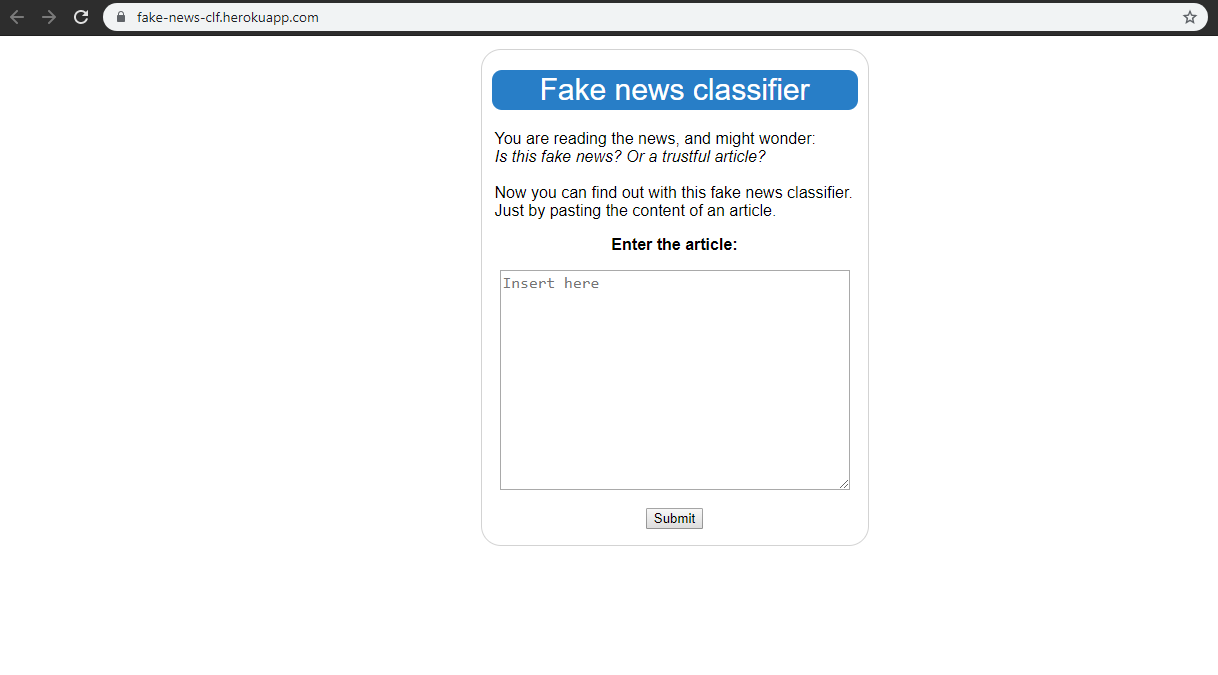 fake-news-clf.herokuapp.com
Fake news classifier
You are reading the news, and might wonder:
Is this fake news? Or a trustful article?
Now you can find out with this fake news classifier.
Just by pasting the content of an article.
Enter the article:
Insert here
Submit